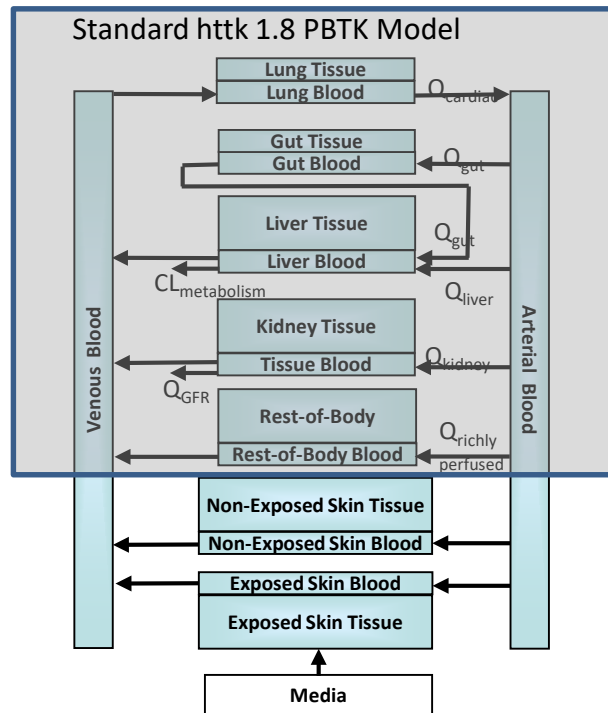 Standard httk 1.8 PBTK Model
Lung Tissue
Lung Blood
Qcardiac
Gut Tissue
Gut Blood
Qgut
Liver Tissue
Qgut
Liver Blood
CLmetabolism
Qliver
Kidney Tissue
Tissue Blood
Qkidney
QGFR
Rest-of-Body
Qrichly
perfused
Rest-of-Body Blood
Venous Blood
Arterial Blood
Non-Exposed Skin Tissue
Non-Exposed Skin Blood
Exposed Skin Blood
Exposed Skin Tissue
Media